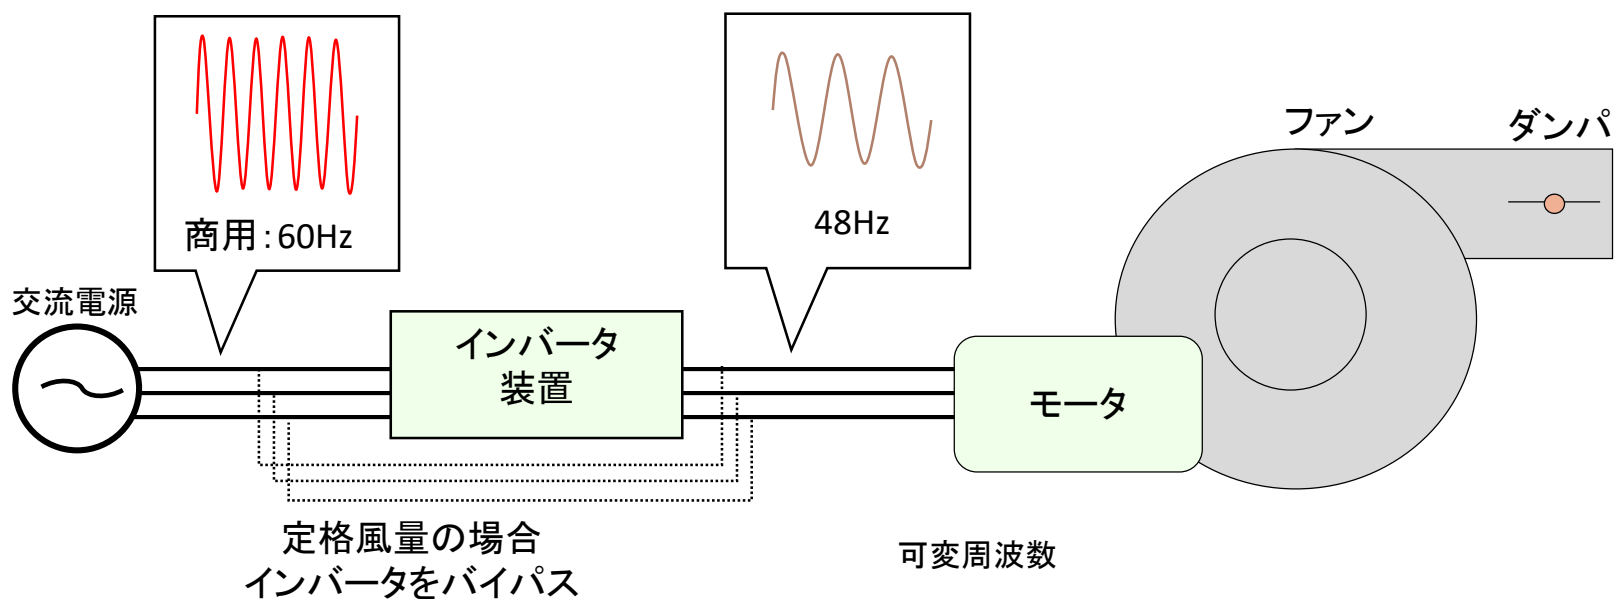 商用：60Hz
48Hz
ファン
ダンパ
交流電源
インバータ
装置
モータ
定格風量の場合
インバータをバイパス
可変周波数